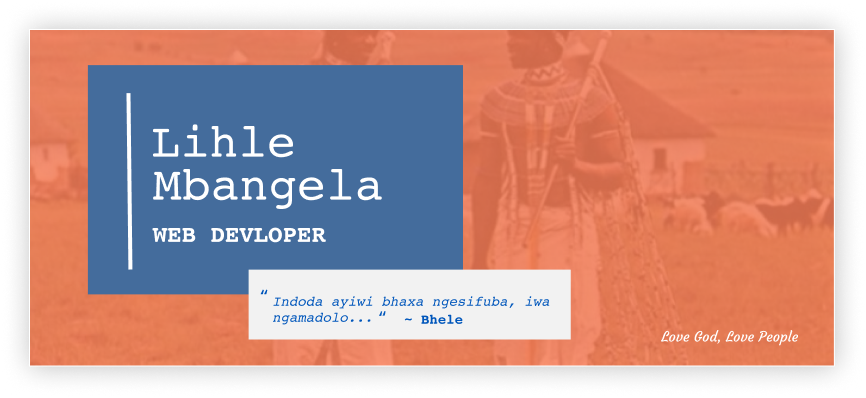 Lihle
Mbangela
WEB DEVLOPER
“ Indoda ayiwi bhaxa ngesifuba, iwa
ngamadolo... “ ~ Bhele
Love God, Love People